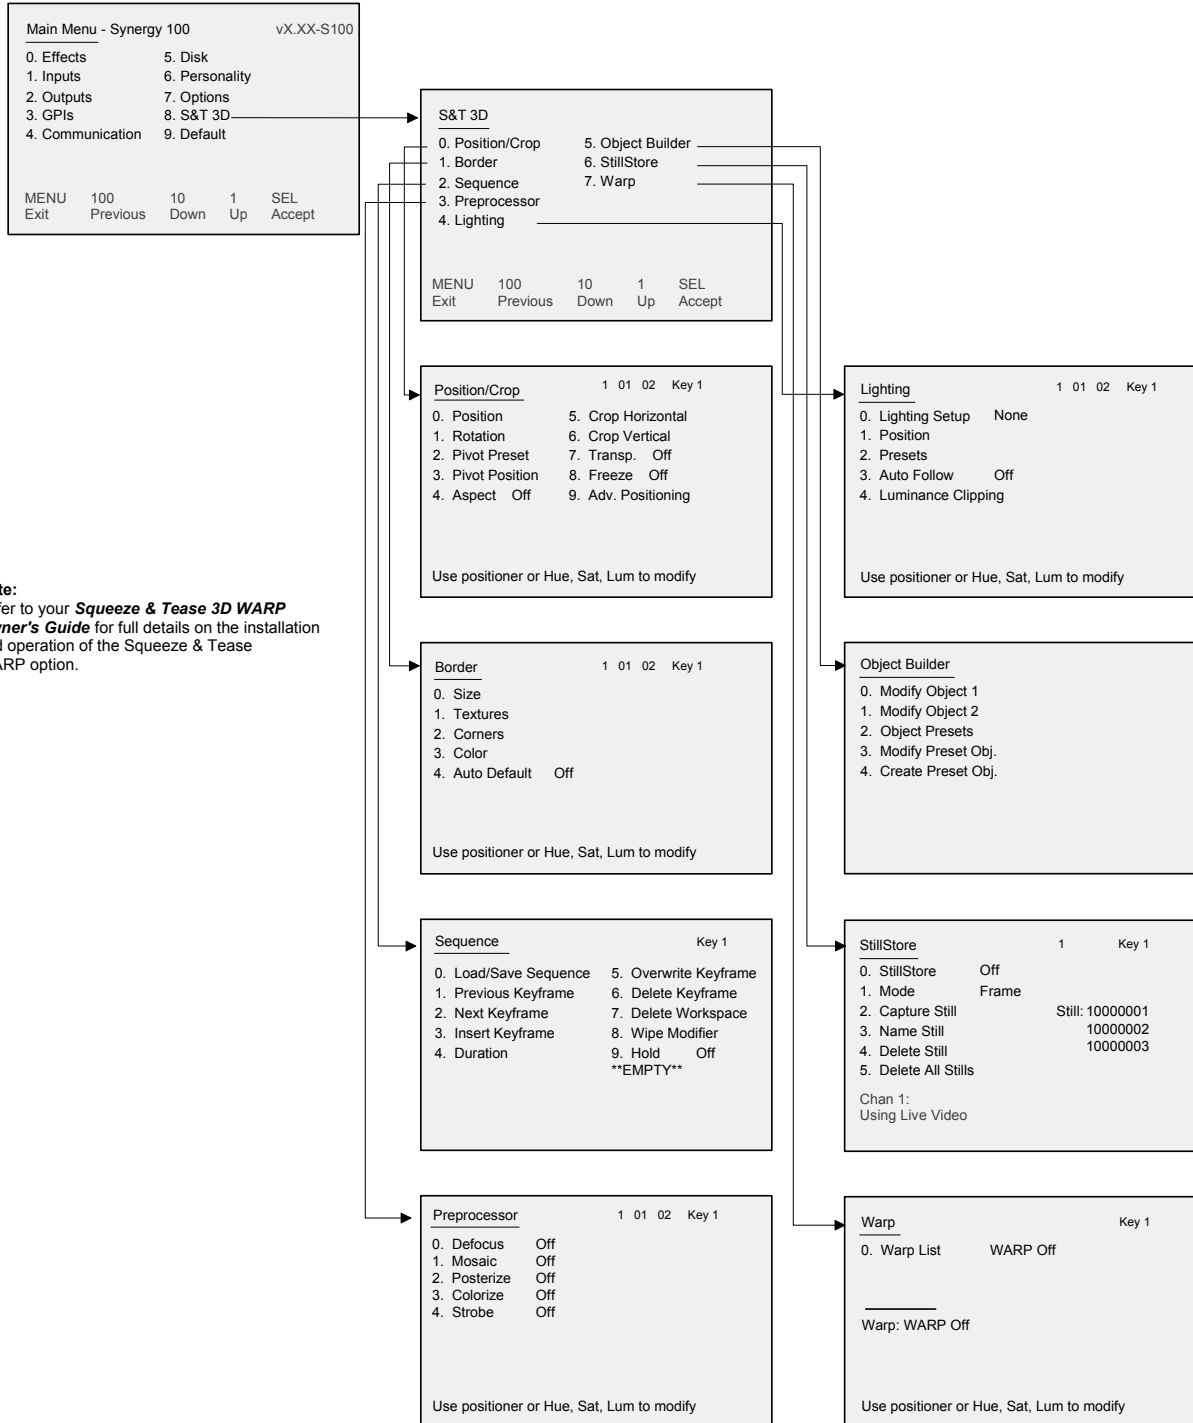 Main Menu - Synergy 100 vX.XX-S100
0. Effects 5. Disk
1. Inputs 6. Personality
2. Outputs 7. Options
3. GPIs 8. S&T 3D
4. Communication 9. Default
MENU 100 10 1 SEL
Exit Previous Down Up Accept
S&T 3D
0. Position/Crop 5. Object Builder
1. Border 6. StillStore
2. Sequence 7. Warp
3. Preprocessor
4. Lighting
MENU 100 10 1 SEL
Exit Previous Down Up Accept
Position/Crop 1 01 02 Key 1
0. Position 5. Crop Horizontal
1. Rotation 6. Crop Vertical
2. Pivot Preset 7. Transp. Off
3. Pivot Position 8. Freeze Off
4. Aspect Off 9. Adv. Positioning
Use positioner or Hue, Sat, Lum to modify
Lighting 1 01 02 Key 1
0. Lighting Setup None
1. Position
2. Presets
3. Auto Follow Off
4. Luminance Clipping
Use positioner or Hue, Sat, Lum to modify
te:
fer to your Squeeze & Tease 3D WARP
ner's Guide for full details on the installation
d operation of the Squeeze & Tease
ARP option.
Border 1 01 02 Key 1
0. Size
1. Textures
2. Corners
3. Color
4. Auto Default Off
Use positioner or Hue, Sat, Lum to modify
Object Builder
0. Modify Object 1
1. Modify Object 2
2. Object Presets
3. Modify Preset Obj.
4. Create Preset Obj.
Sequence Key 1
0. Load/Save Sequence 5. Overwrite Keyframe
1. Previous Keyframe 6. Delete Keyframe
2. Next Keyframe 7. Delete Workspace
3. Insert Keyframe 8. Wipe Modifier
4. Duration 9. Hold Off
**EMPTY**
StillStore 1 Key 1
0. StillStore Off
1. Mode Frame
2. Capture Still Still: 10000001
3. Name Still 10000002
4. Delete Still 10000003
5. Delete All Stills
Chan 1:
Using Live Video
Preprocessor 1 01 02 Key 1
0. Defocus Off
1. Mosaic Off
2. Posterize Off
3. Colorize Off
4. Strobe Off
Use positioner or Hue, Sat, Lum to modify
Warp Key 1
0. Warp List WARP Off
Warp: WARP Off
Use positioner or Hue, Sat, Lum to modify